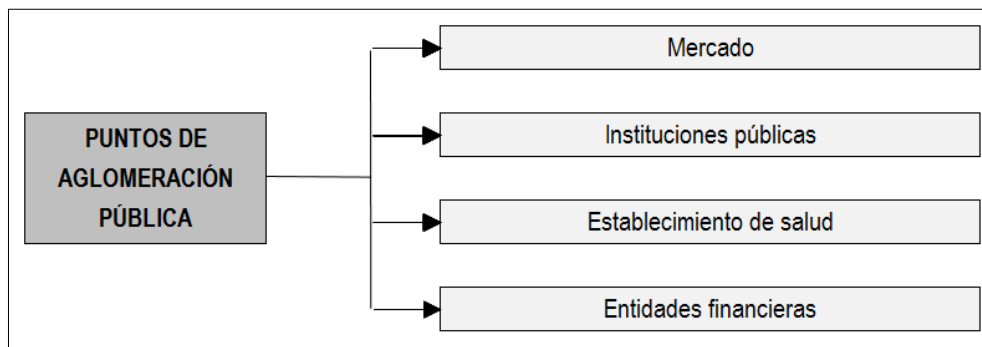 PUNTOS DE
AGLOMERACIÓN
PÚBLICA
Mercado
Instituciones públicas
Establecimiento de salud
Entidades financieras